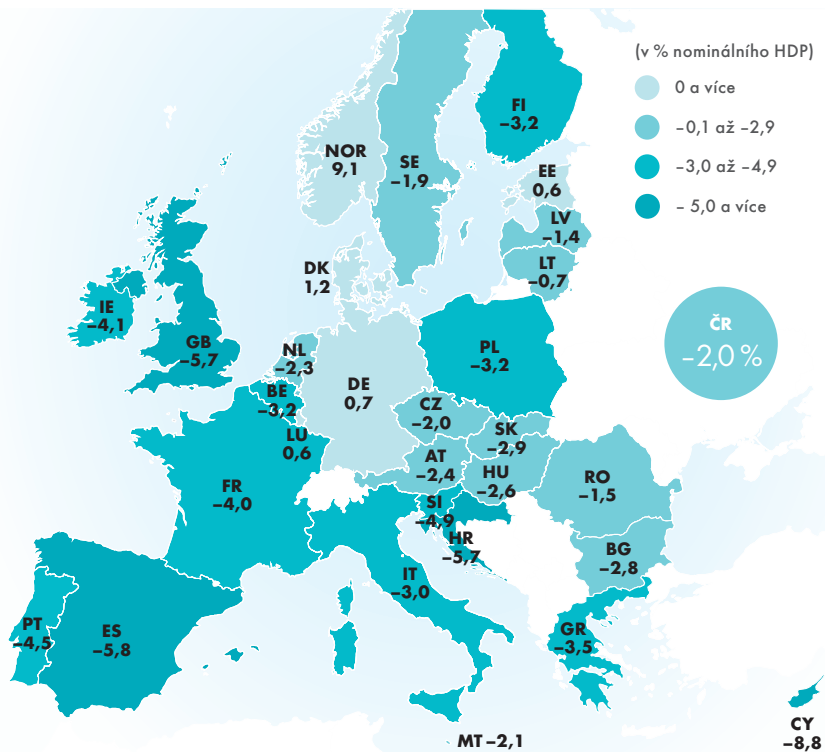 (v % nominálního HDP)
0 a více
–0,1 až –2,9
–3,0 až –4,9
– 5,0 a více
FI
–3,2
NOR
9,1
SE
–1,9
EE
0,6
LV
–1,4
LT
–0,7
DK
1,2
IE
–4,1
GB
–5,7
NL
–2,3
BE
–3,2
LU
0,6
DE
0,7
PL
–3,2
ČR
–2,0 %
CZ
–2,0
SK
–2,9
AT
–2,4
HU
–2,6
RO
–1,5
FR
–4,0
SI
–4,9
HR
–5,7
BG
–2,8
IT
–3,0
GR
–3,5
PT
–4,5
ES
–5,8
MT –2,1
CY
–8,8